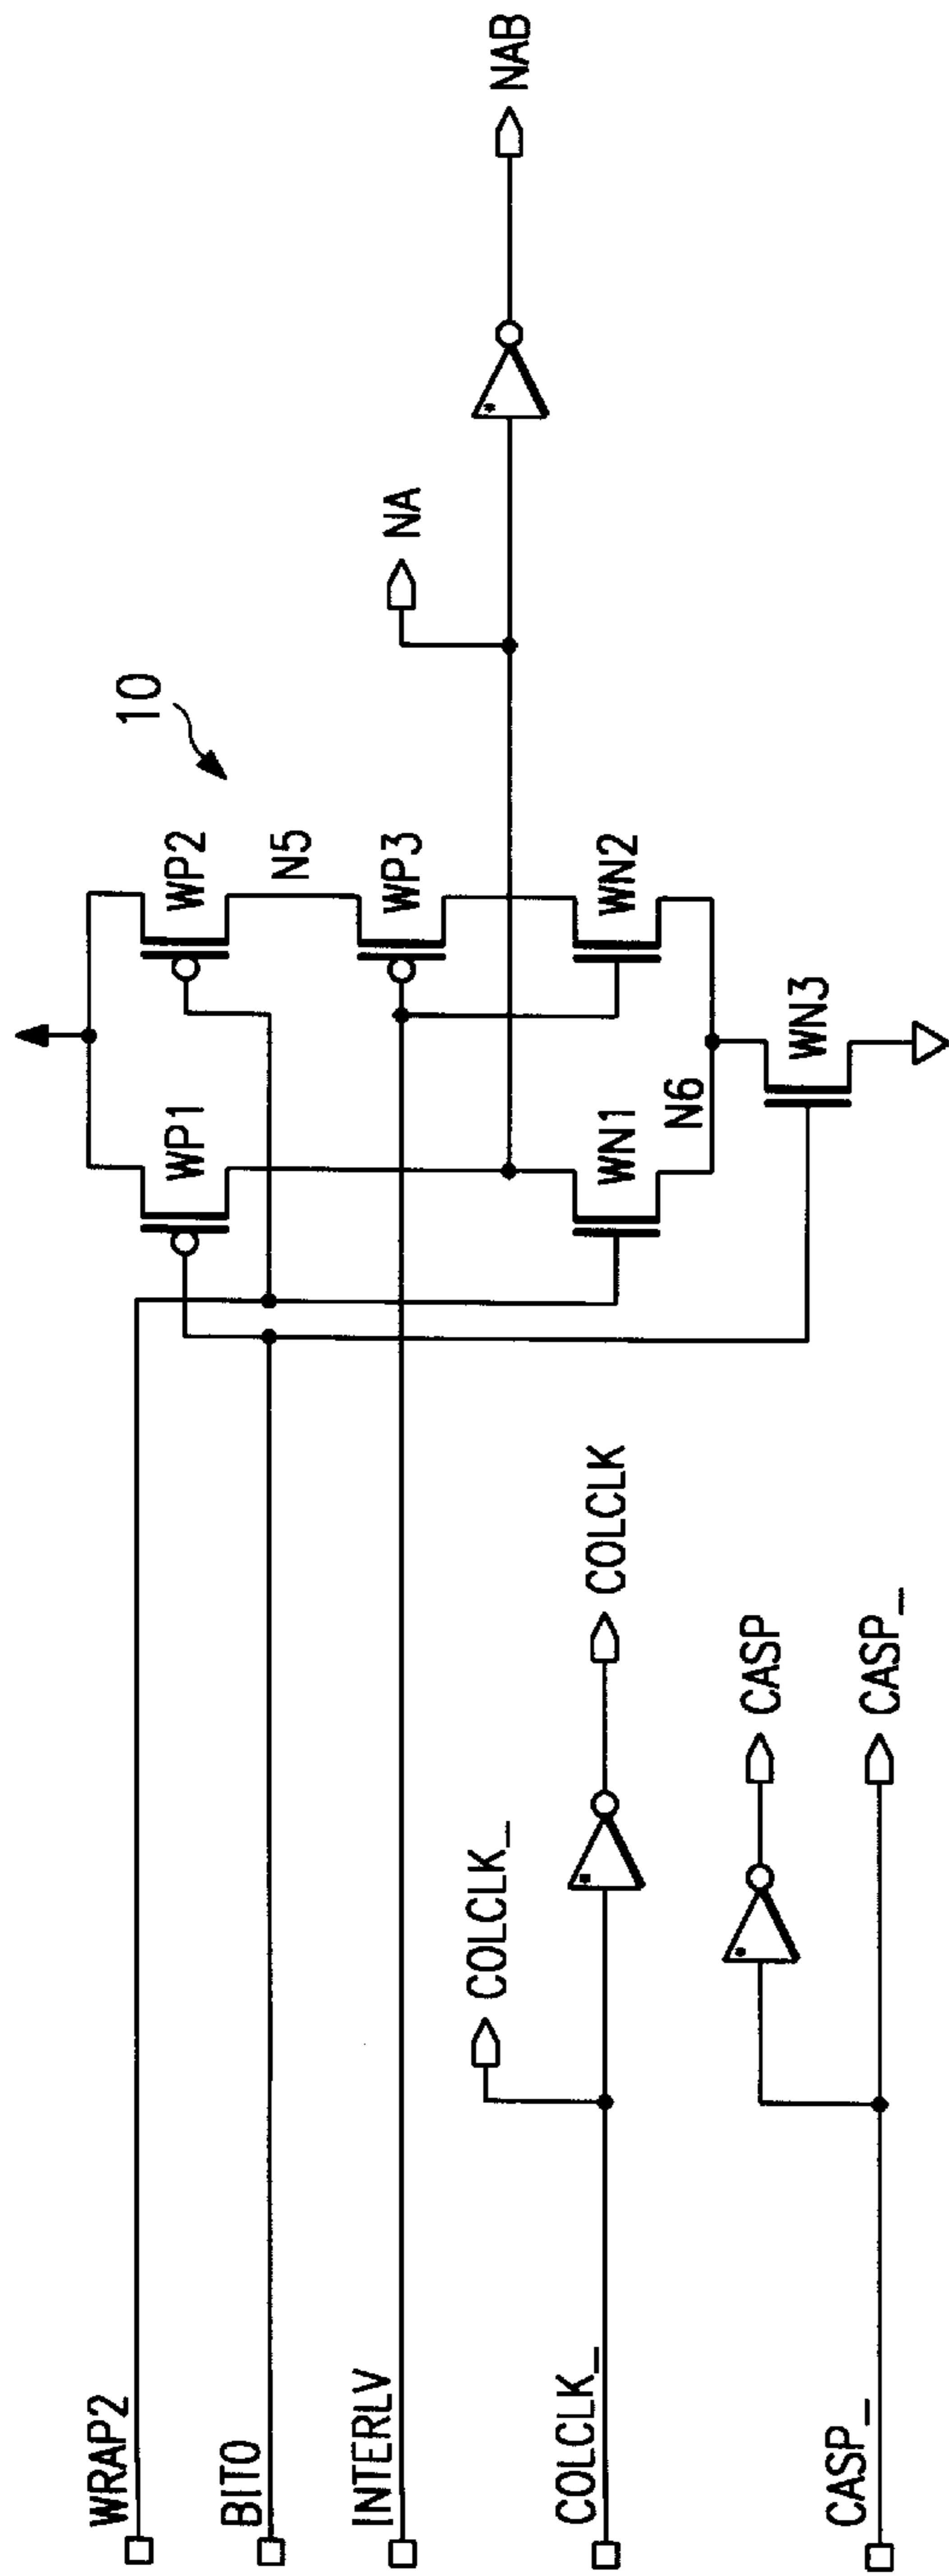 WRAP2
BIT0
INTERLV
COLCLK_
CASP_
COLCLK_
COLCLK
CASP
CASP_
10
WP1
WP2
N5
WP3
WN1
WN2
N6
WN3
NA
NAB